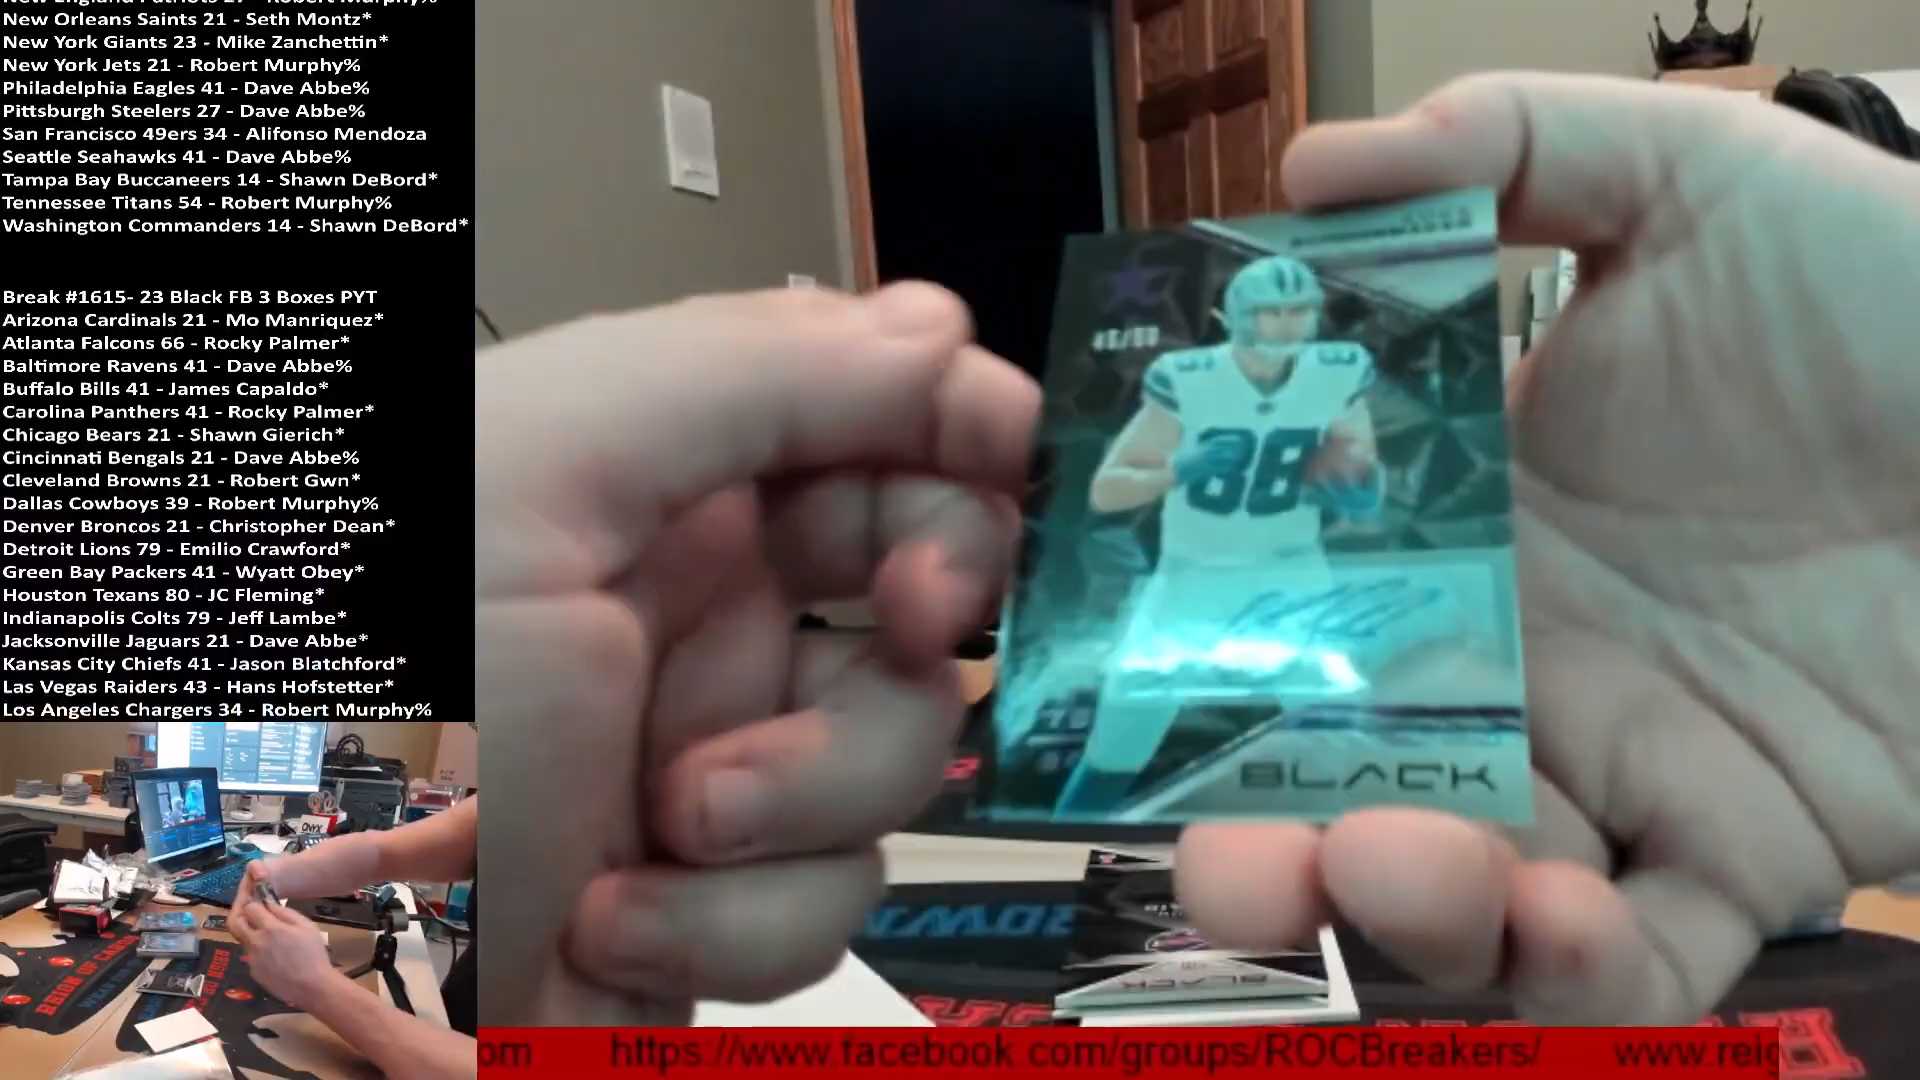 New Orleans Saints 21 - Seth Montz*
New York Giants 23 - Mike Zanchettin*
New York Jets 21 - Robert Murphy%
Philadelphia Eagles 41 - Dave Abbe%
Pittsburgh Steelers 27 - Dave Abbe%
San Francisco 49ers 34 - Alifonso Mendoza
Seattle Seahawks 41 - Dave Abbe%
Tampa Bay Buccaneers 14 - Shawn DeBord*
Tennessee Titans 54 - Robert Murphy%
Washington Commanders 14 - Shawn DeBord*
Break #1615- 23 Black FB 3 Boxes PYT
Arizona Cardinals 21 - Mo Manriquez*
Atlanta Falcons 66 - Rocky Palmer*
Baltimore Ravens 41 - Dave Abbe%
Buffalo Bills 41 - James Capaldo*
Carolina Panthers 41 - Rocky Palmer*
Chicago Bears 21 - Shawn Gierich*
Cincinnati Bengals 21 - Dave Abbe%
Cleveland Browns 21 - Robert Gwn*
Dallas Cowboys 39 - Robert Murphy%
Denver Broncos 21 - Christopher Dean*
Detroit Lions 79 - Emilio Crawford*
Green Bay Packers 41 - Wyatt Obey*
Houston Texans 80 - JC Fleming*
Indianapolis Colts 79 - Jeff Lambe*
Jacksonville Jaguars 21 - Dave Abbe*
Kansas City Chiefs 41 - Jason Blatchford*
Las Vegas Raiders 43 - Hans Hofstetter*
Los Angeles Chargers 34 - Robert Murphy%
88
BLACK
BLACK
ONYX
REIGN OF CARDS
om https://www.facebook.com/groups/ROCBreakers/ www.reig